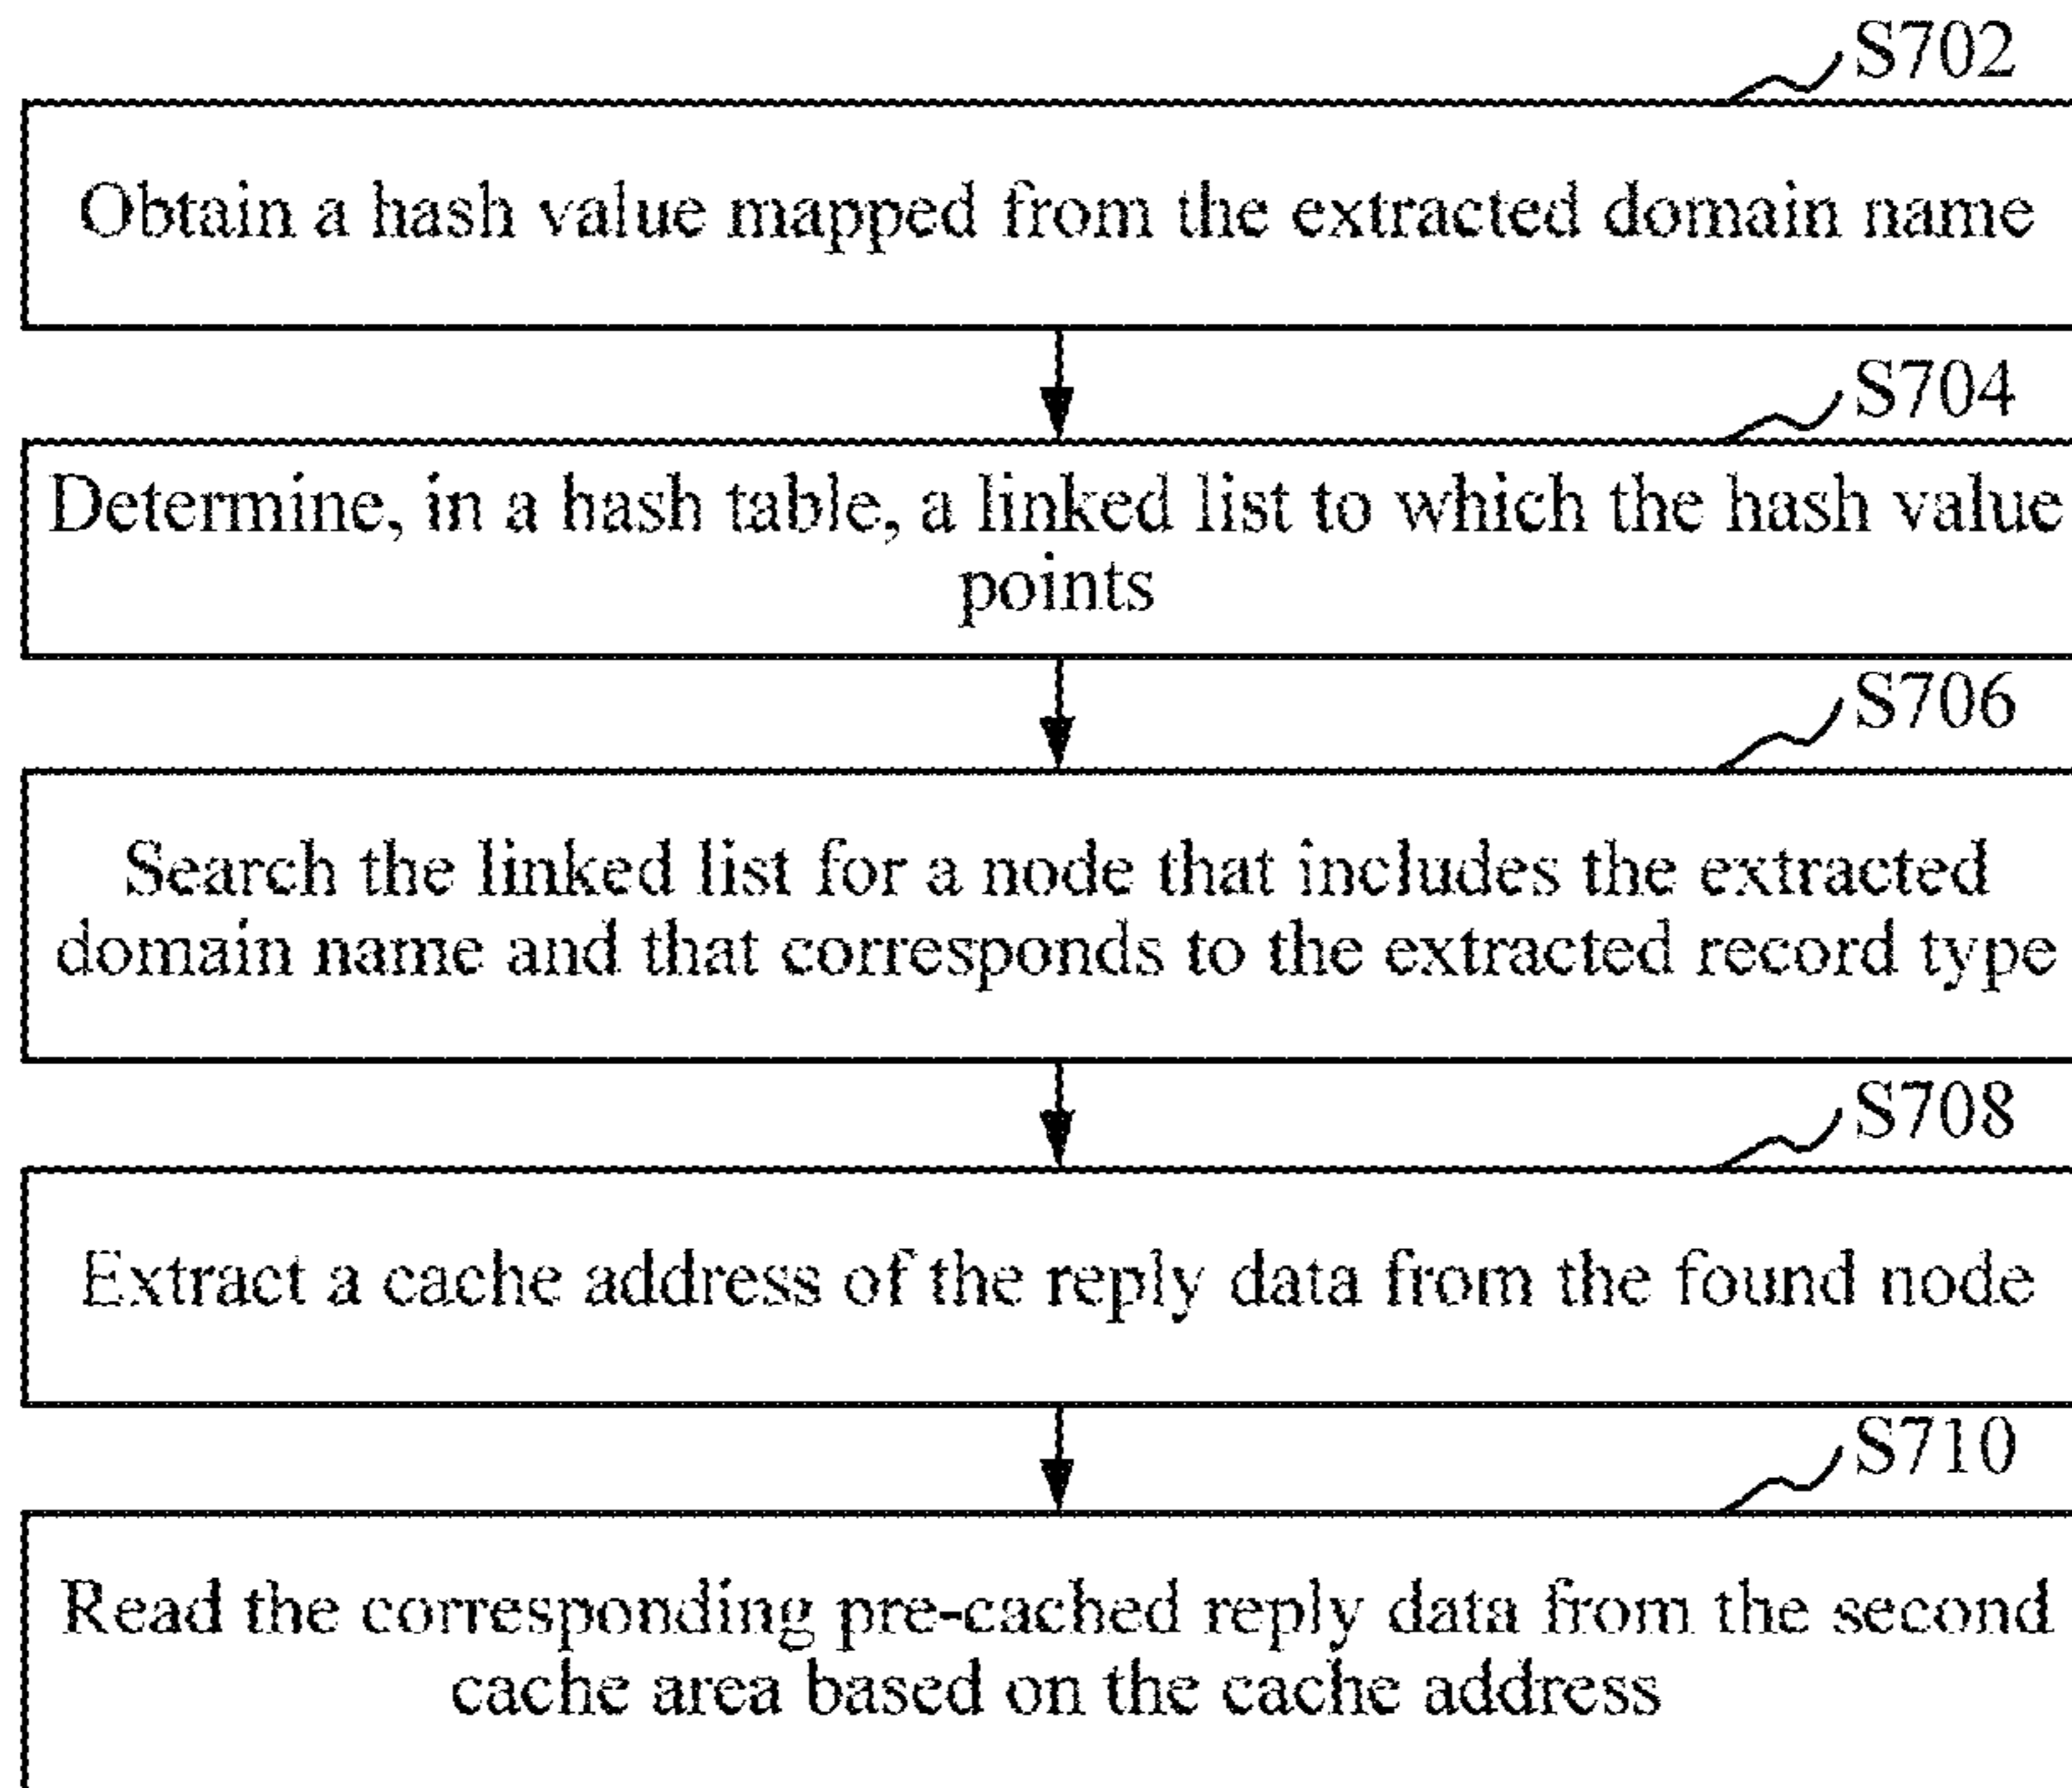 S702
Obtain a hash value mapped from the extracted domain name
S704
Determine, in a hash table, a linked list to which the hash value
points
S706
Search the linked list for a node that includes the extracted
domain name and that corresponds to the extracted record type
S708
Extract a cache address of the reply data from the found node
S710
Read the corresponding pre-cached reply data from the second
cache area based on the cache address